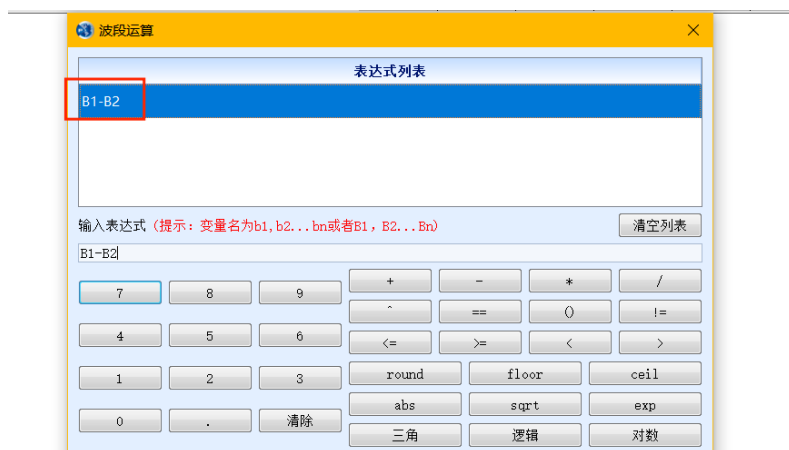 波段运算
表达式列表
B1-B2
输入表达式(提示:变量名为b1,b2...bn或者B1,B2...Bn) 清空列表
B1-B2
7 8 9 + - * /
^ == () !=
4 5 6 <= >= < >
1 2 3 round floor ceil
abs sqrt exp
0 . 清除 三角 逻辑 对数